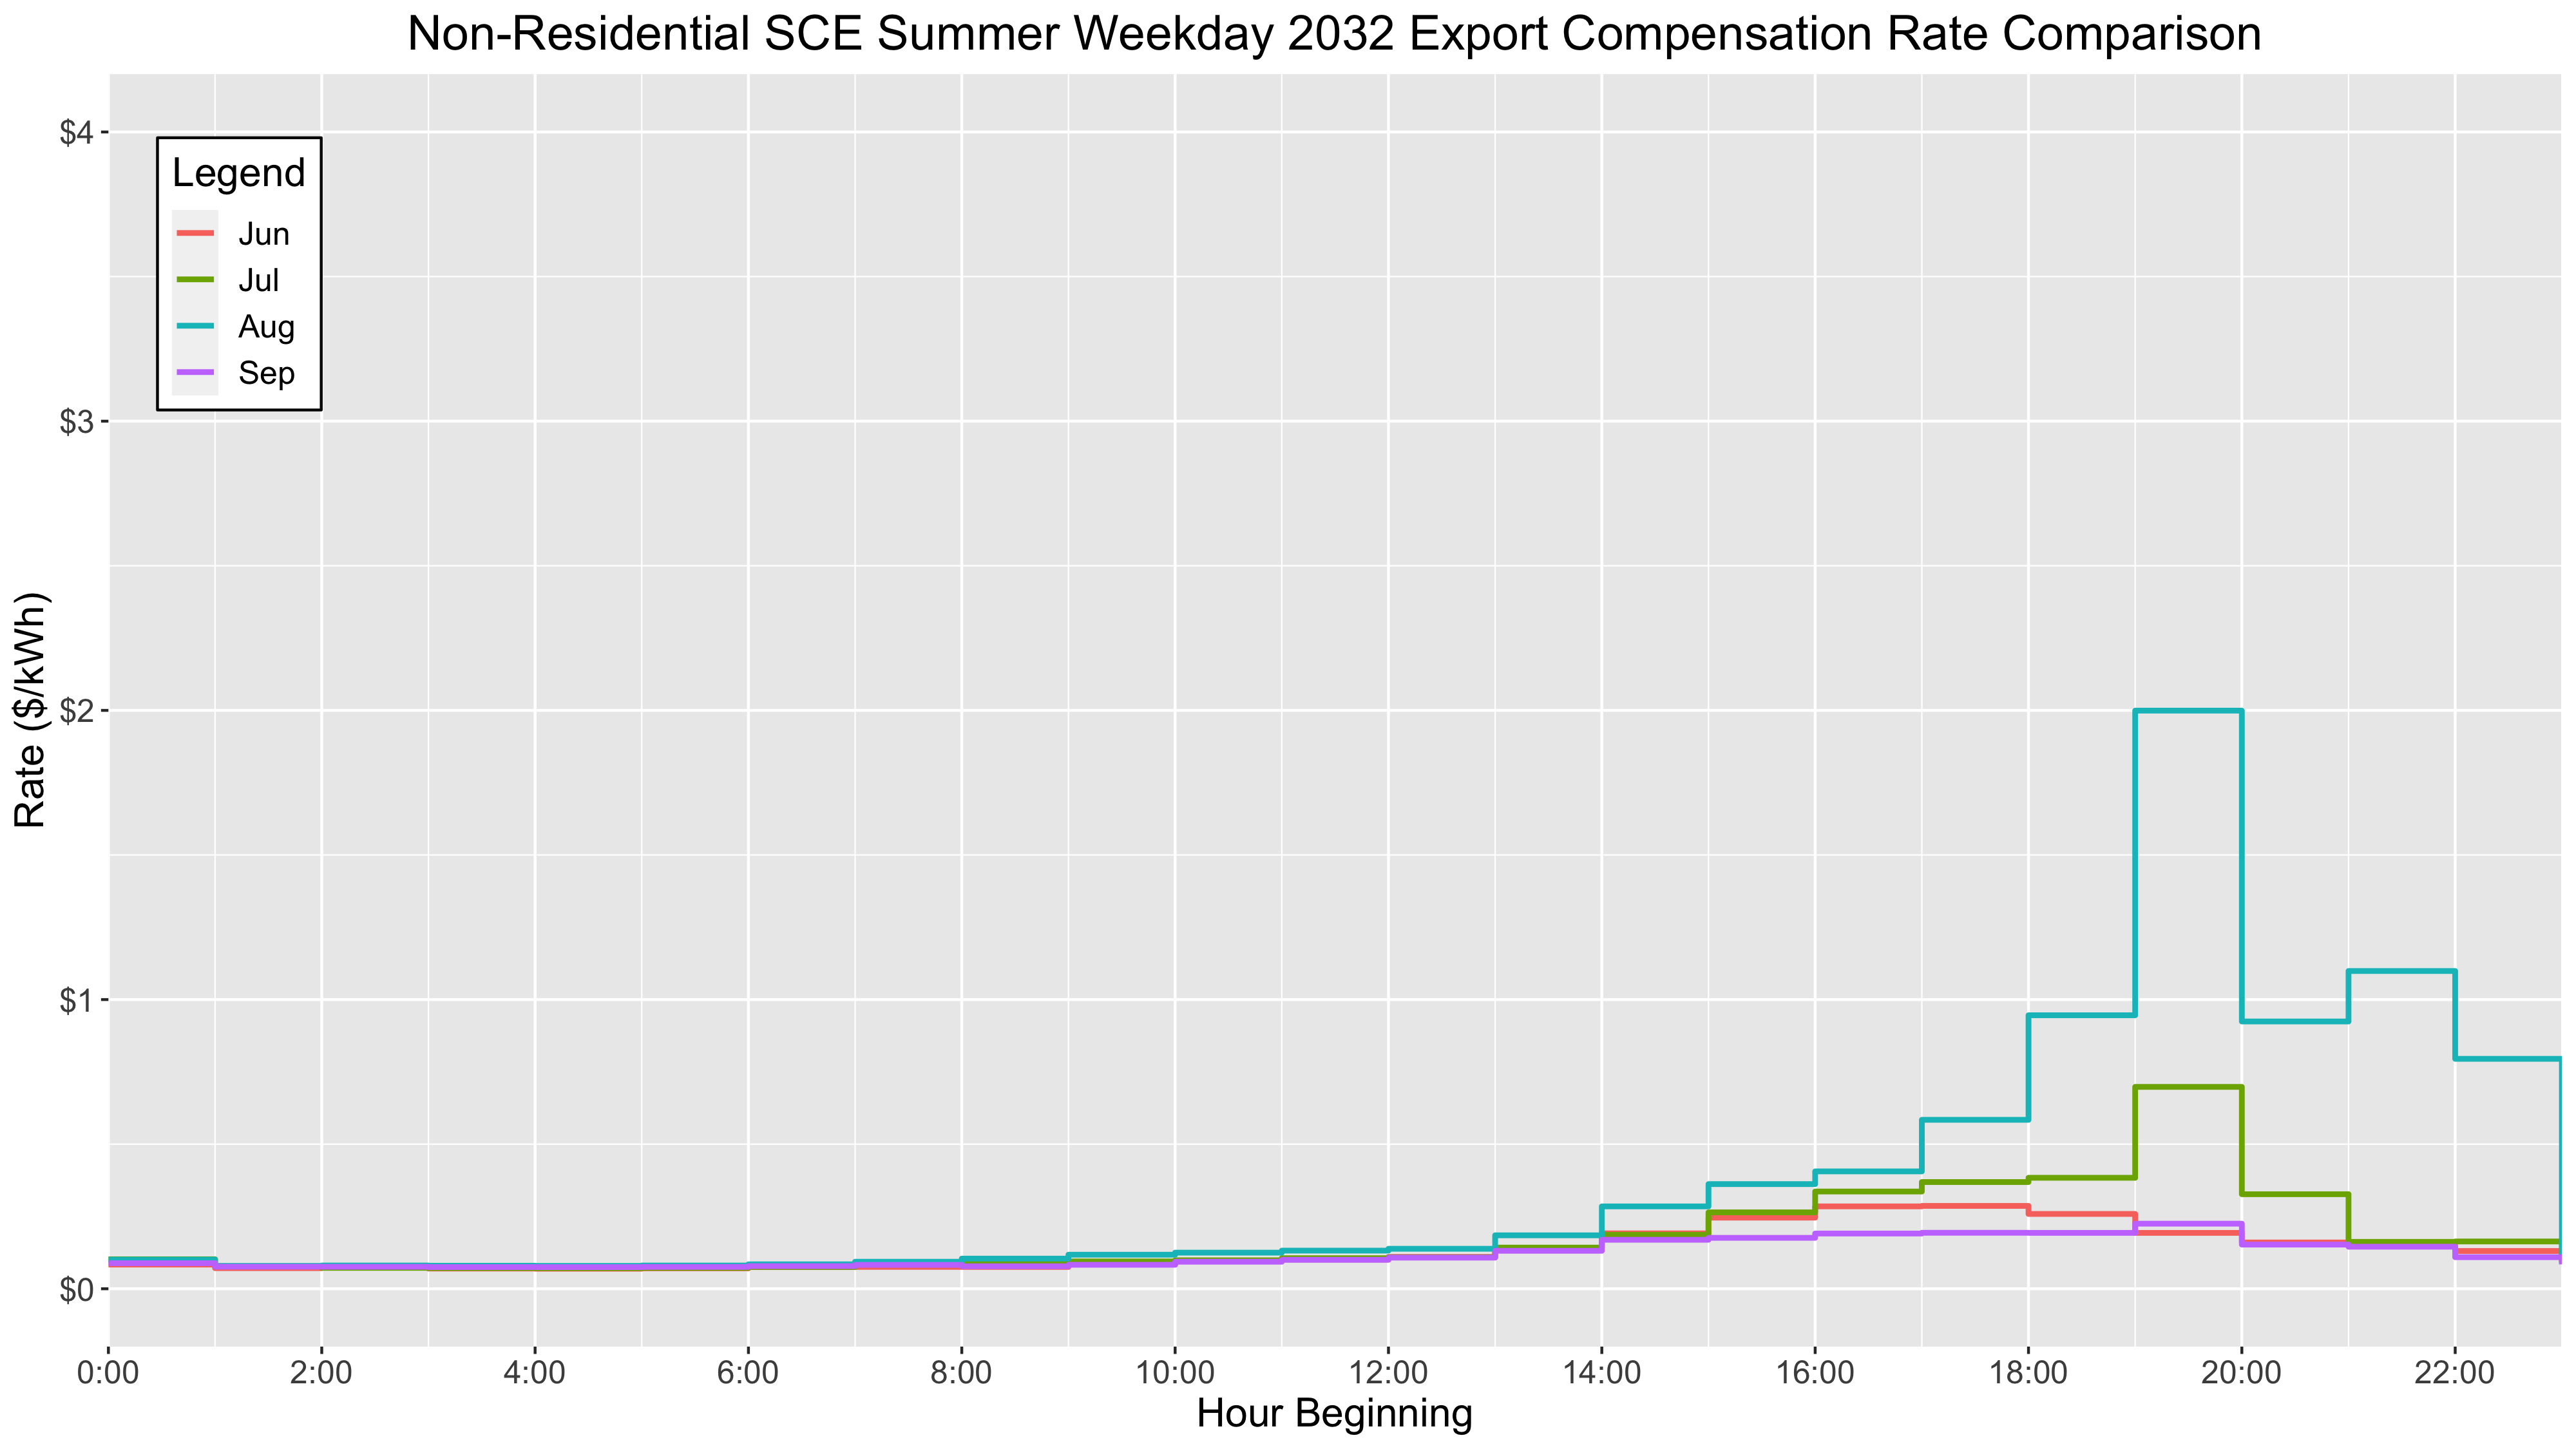 Non-Residential SCE Summer Weekday 2032 Export Compensation Rate Comparison
Rate ($/kWh)
$4
$3
$2
$1
$0
Legend
Jun
Jul
Aug
Sep
0:00 2:00 4:00 6:00 8:00 10:00 12:00 14:00 16:00 18:00 20:00 22:00
Hour Beginning